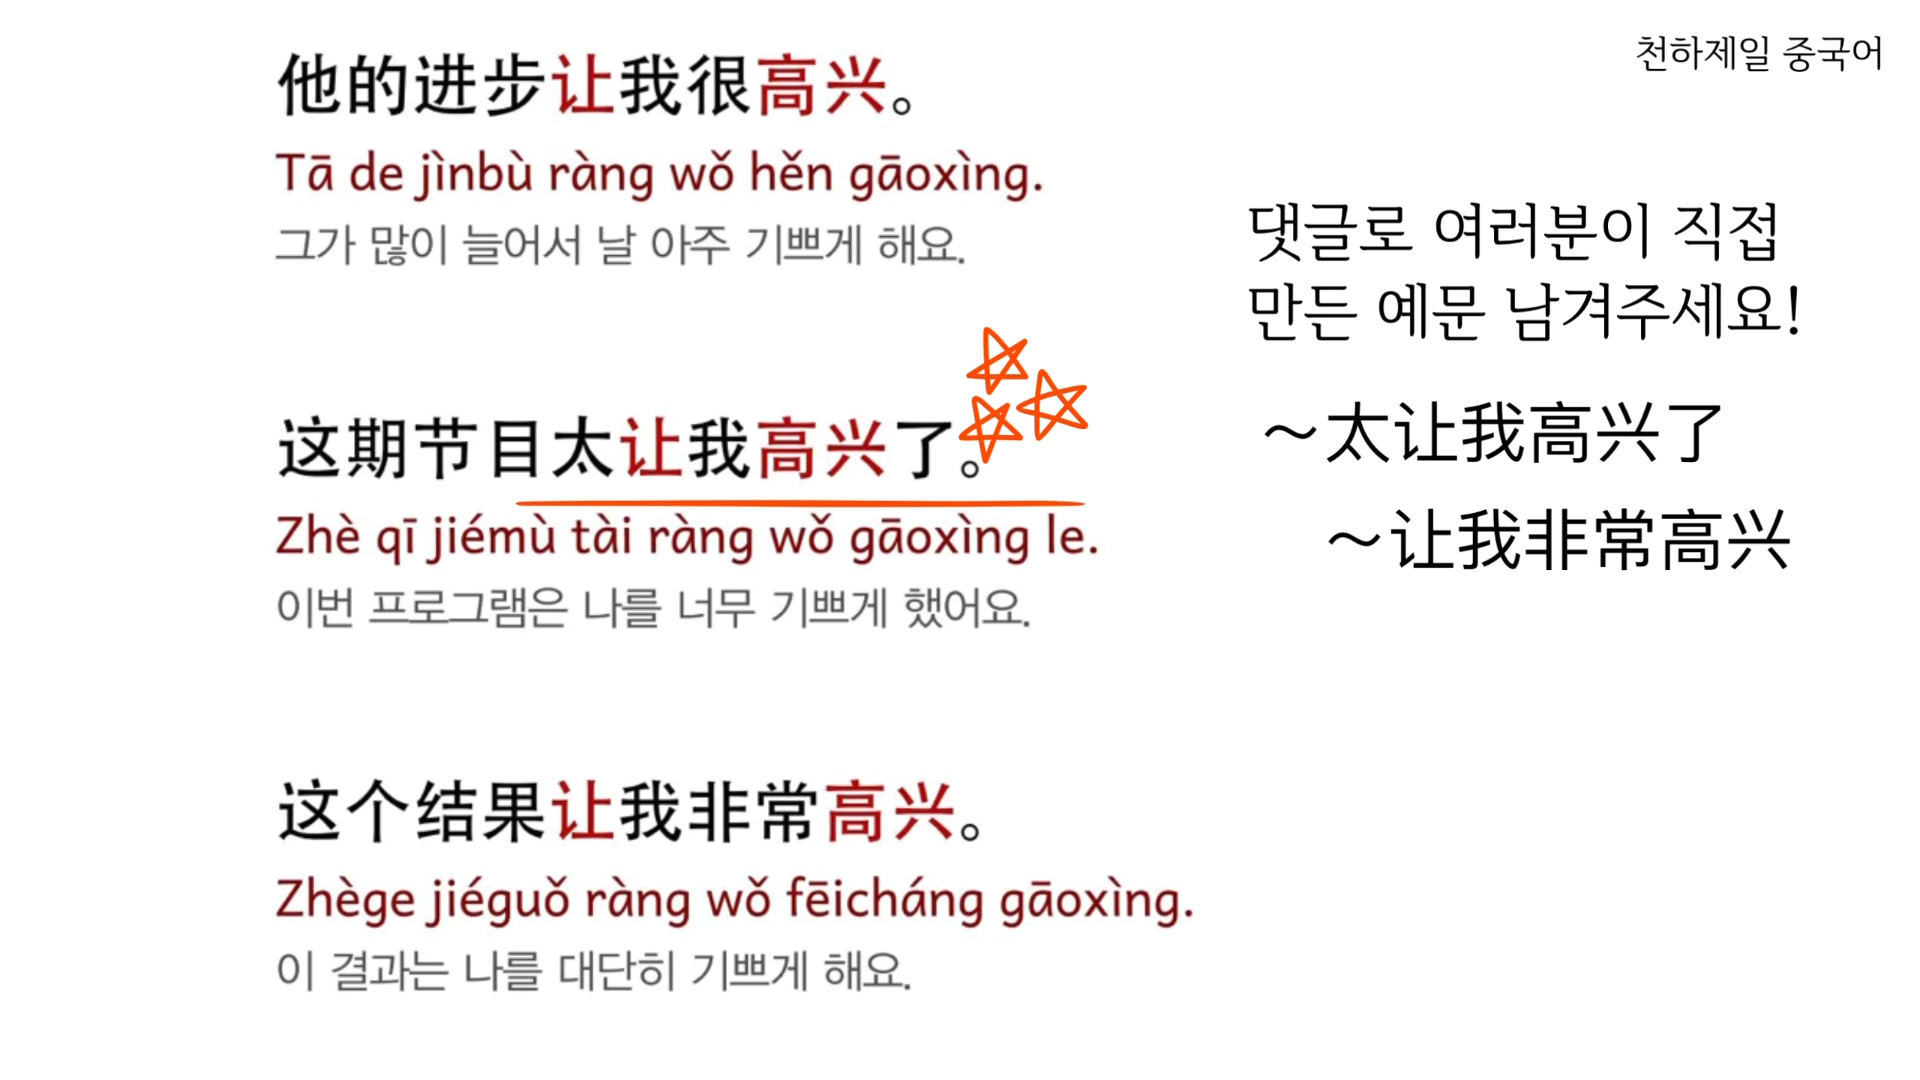 천하제일 중국어
他的进步让我很高兴。
Tā de jìnbù ràng wǒ hěn gāoxìng.
그가 많이 늘어서 날 아주 기쁘게 해요.
这期节目太让我高兴了。
Zhè qī jiémù tài ràng wǒ gāoxìng le.
이번 프로그램은 나를 너무 기쁘게 했어요.
这个结果让我非常高兴。
Zhège jiéguǒ ràng wǒ fēicháng gāoxìng.
이 결과는 나를 대단히 기쁘게 해요.
댓글로 여러분이 직접
만든 예문 남겨주세요!
～太让我高兴了
～让我非常高兴